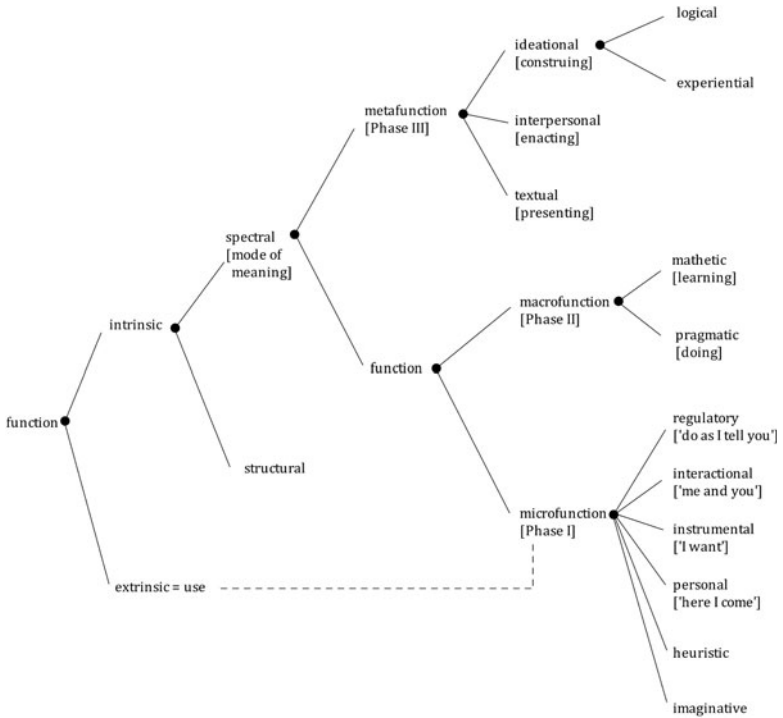 logical
ideational
[construing]
experiential
metafunction
[Phase III]
interpersonal
[enacting]
textual
[presenting]
spectral
[mode of
meaning]
mathetic
[learning]
macrofunction
[Phase II]
pragmatic
[doing]
intrinsic
function
function
regulatory
['do as I tell you']
structural
interactional
['me and you']
microfunction
[Phase I]
instrumental
['I want']
extrinsic = use
personal
['here I come']
heuristic
imaginative